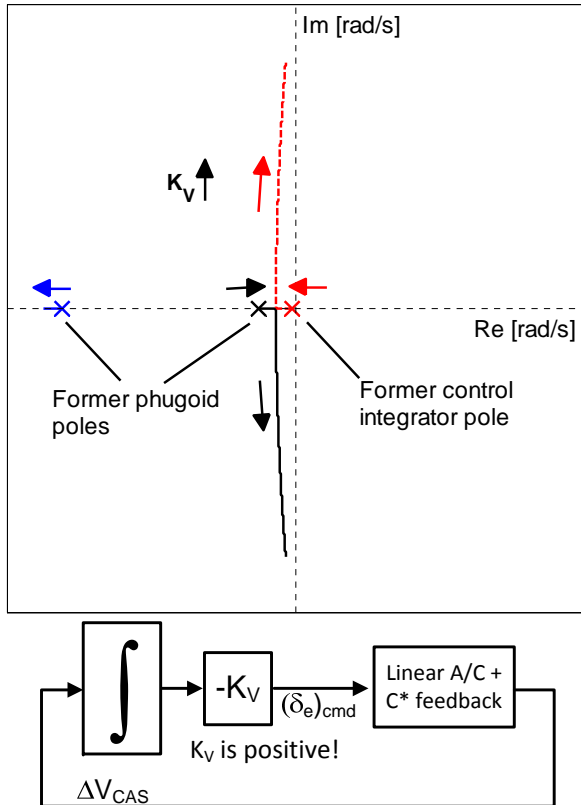 Im [rad/s]
K_V
Re [rad/s]
Former phugoid
poles
Former control
integrator pole
∫
-K_V
(δ_e)_cmd
Linear A/C +
C* feedback
K_V is positive!
ΔV_CAS